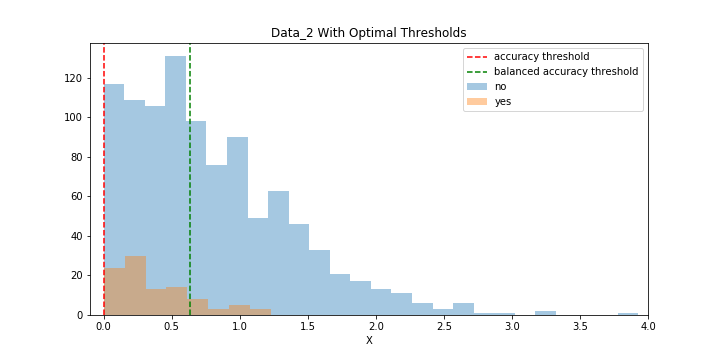 Data_2 With Optimal Thresholds
accuracy threshold
balanced accuracy threshold
no
yes
120
100
80
60
40
20
0
0.0 0.5 1.0 1.5 2.0 2.5 3.0 3.5 4.0
X